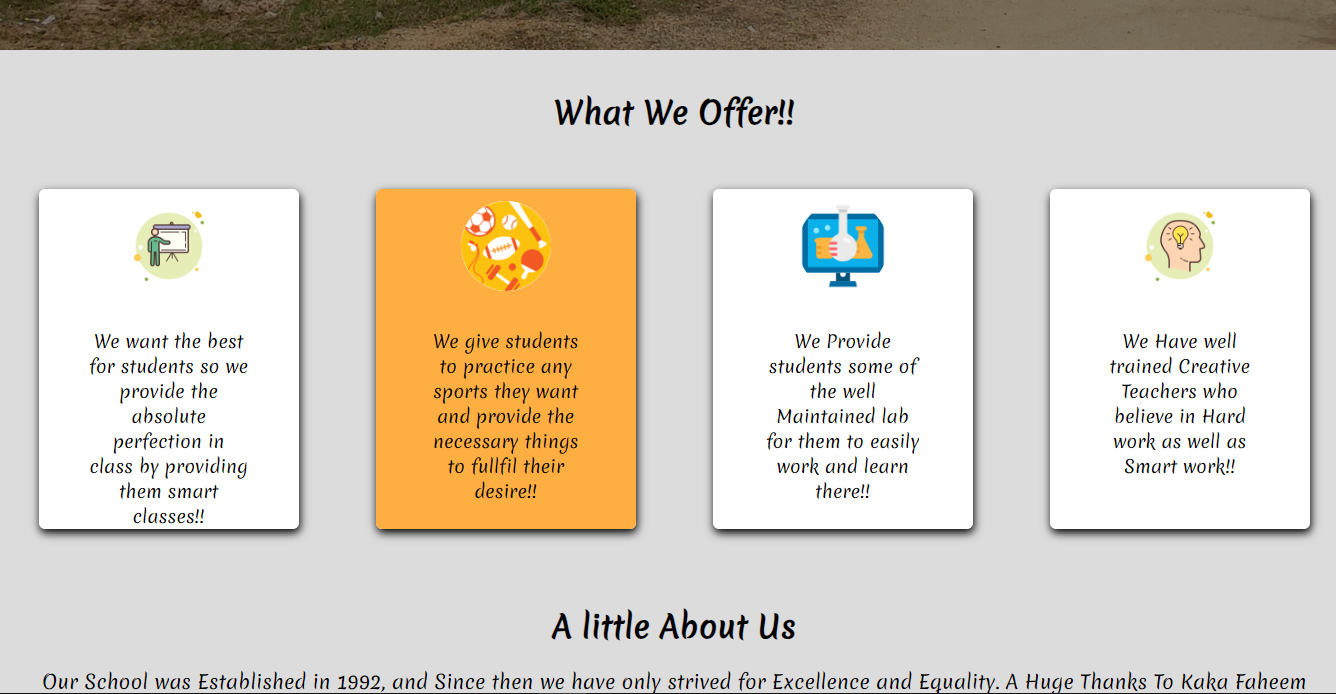 What We Offer!!
We want the best
for students so we
provide the
absolute
perfection in
class by providing
them smart
classes!!
We give students
to practice any
sports they want
and provide the
necessary things
to fullfil their
desire!!
We Provide
students some of
the well
Maintained lab
for them to easily
work and learn
there!!
We Have well
trained Creative
Teachers who
believe in Hard
work as well as
Smart work!!
A little About Us
Our School was Established in 1992, and Since then we have only strived for Excellence and Equality. A Huge Thanks To Kaka Faheem